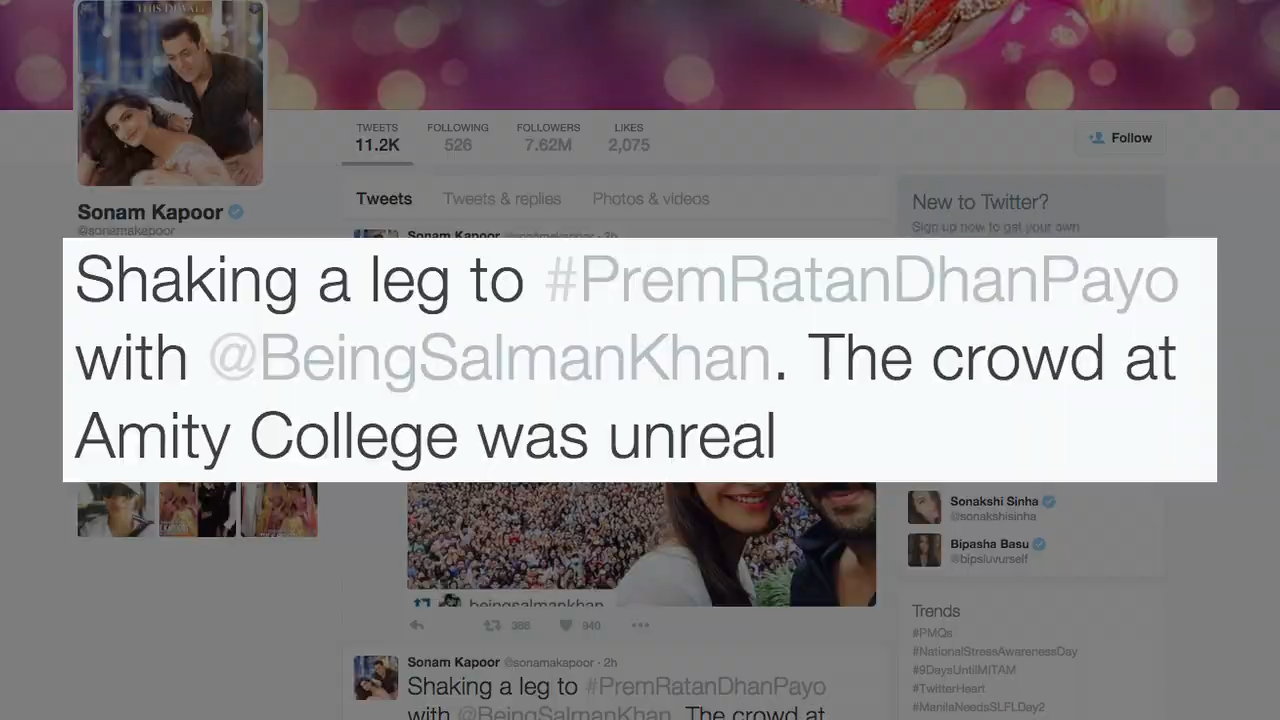 THIS DIWALI
TWEETS
11.2K
FOLLOWING
526
FOLLOWERS
7.62M
LIKES
2,075
Follow
Sonam Kapoor
@sonamakapoor
Tweets
Tweets & replies
Photos & videos
New to Twitter?
Sign up now to get your own
Sonam Kapoor @sonamakapoor · 2h
Shaking a leg to #PremRatanDhanPayo
with @BeingSalmanKhan. The crowd at
Amity College was unreal
beingsalmankhan
388
940
Sonam Kapoor @sonamakapoor · 2h
Shaking a leg to #PremRatanDhanPayo
with @BeingSalmanKhan. The crowd at
Sonakshi Sinha
@sonakshisinha
Bipasha Basu
@bipsluvurself
Trends
#PMQs
#NationalStressAwarenessDay
#9DaysUntilMITAM
#TwitterHeart
#ManilaNeedsSLFLDay2